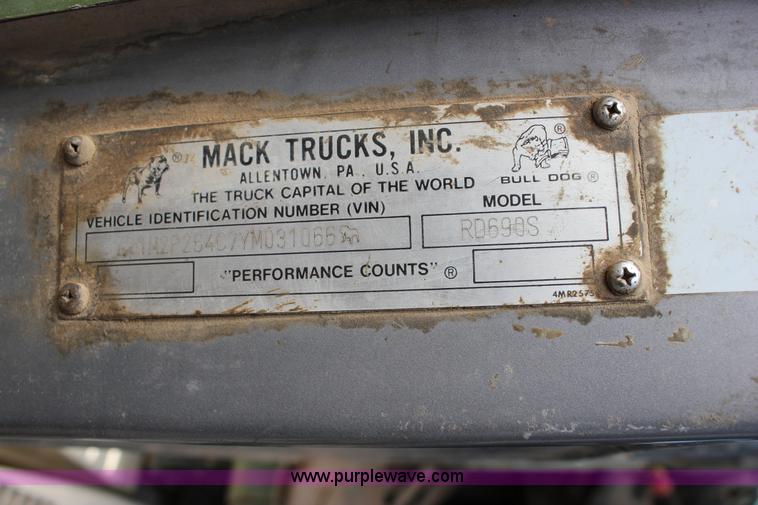 MACK TRUCKS, INC.
ALLENTOWN, PA., U.S.A.
THE TRUCK CAPITAL OF THE WORLD
BULL DOG ®
VEHICLE IDENTIFICATION NUMBER (VIN)
MODEL
RD690S
"PERFORMANCE COUNTS" ®
www.purplewave.com